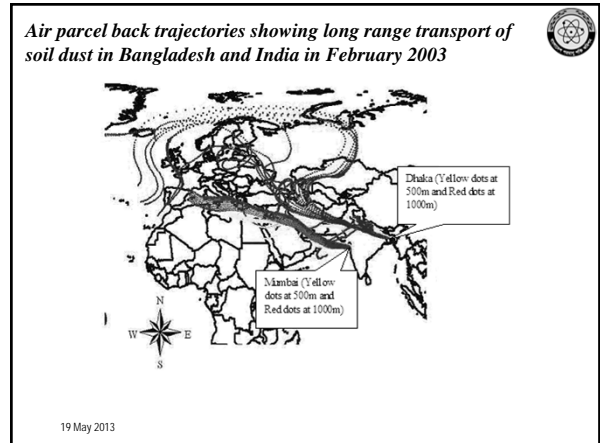 Air parcel back trajectories showing long range transport of
soil dust in Bangladesh and India in February 2003
Dhaka (Yellow dots at
500m and Red dots at
1000m)
Mumbai (Yellow
dots at 500m and
Red dots at 1000m)
N
W E
S
19 May 2013